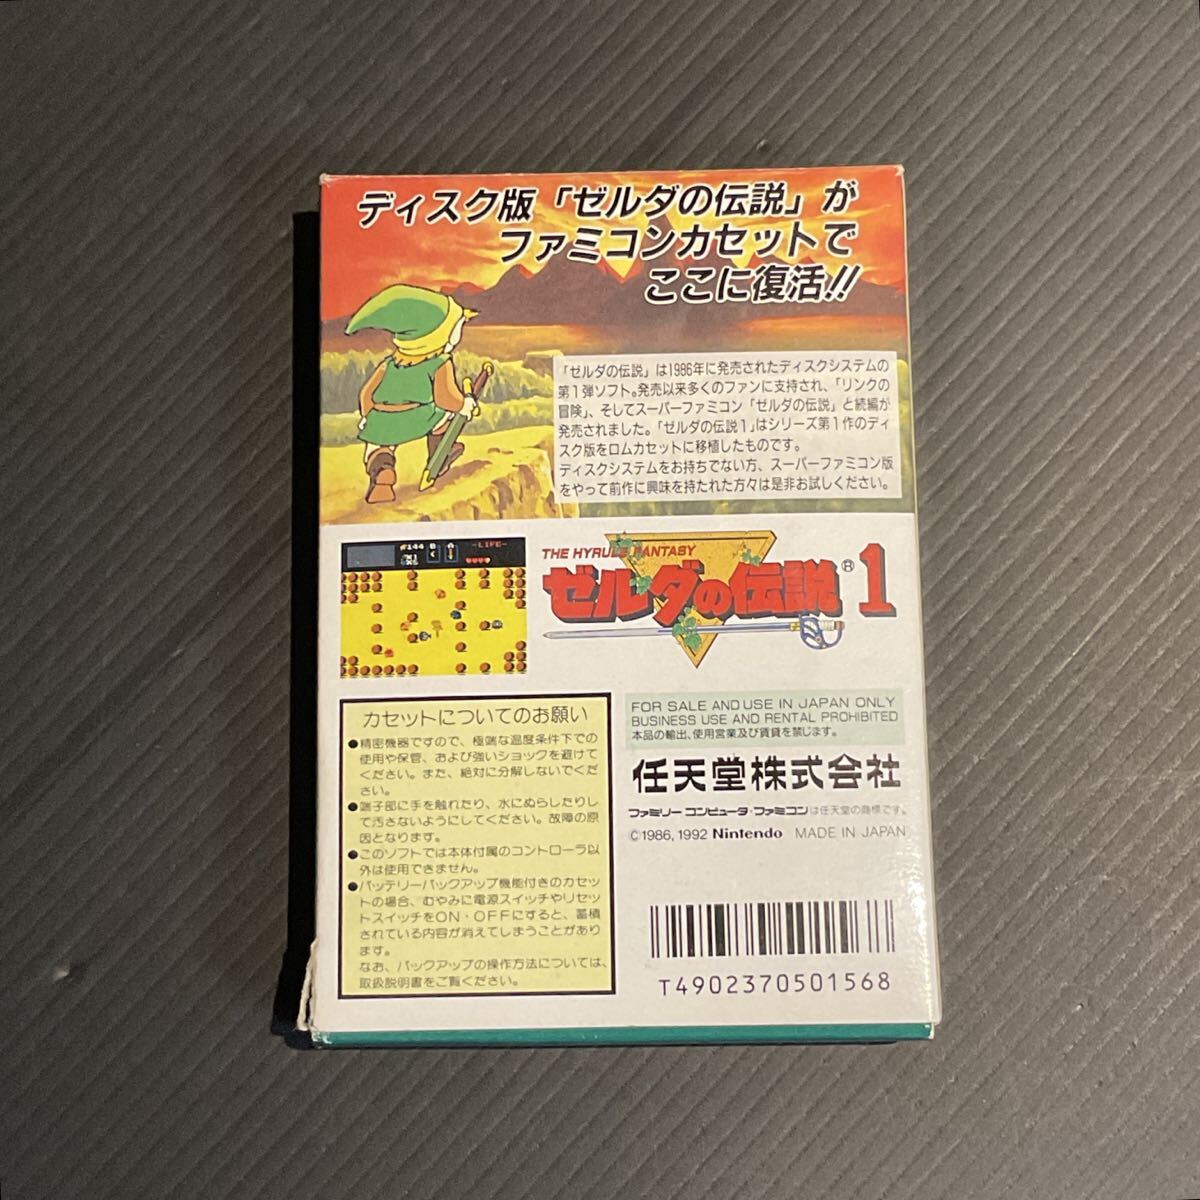 ディスク版「ゼルダの伝説」が
ファミコンカセットで
ここに復活!!
「ゼルダの伝説」は1986年に発売されたディスクシステムの
第1弾ソフト。発売以来多くのファンに支持され、「リンクの
冒険」、そしてスーパーファミコン「ゼルダの伝説」と続編が
発売されました。「ゼルダの伝説1」はシリーズ第1作のディ
スク版をロムカセットに移植したものです。
ディスクシステムをお持ちでない方、スーパーファミコン版
をやって前作に興味を持たれた方々は是非お試しください。
B A -LIFE-
THE HYRULE FANTASY
ゼルダの伝説®1
カセットについてのお願い
●精密機器ですので、極端な温度条件下での
使用や保管、および強いショックを避けて
ください。また、絶対に分解しないでくだ
さい。
●端子部に手を触れたり、水にぬらしたりし
て汚さないようにしてください。故障の原
因となります。
●このソフトでは本体付属のコントローラ以
外は使用できません。
●バッテリーバックアップ機能付きのカセッ
トの場合、むやみに電源スイッチやリセット
スイッチをON・OFFにすると、蓄積
されている内容が消えてしまうことがあり
ます。
なお、バックアップの操作方法については、
取扱説明書をご覧ください。
FOR SALE AND USE IN JAPAN ONLY
BUSINESS USE AND RENTAL PROHIBITED
本品の輸出、使用営業及び賃貸を禁じます。
任天堂株式会社
ファミリーコンピュータ・ファミコンは任天堂の商標です。
©1986, 1992 Nintendo MADE IN JAPAN
T4902370501568